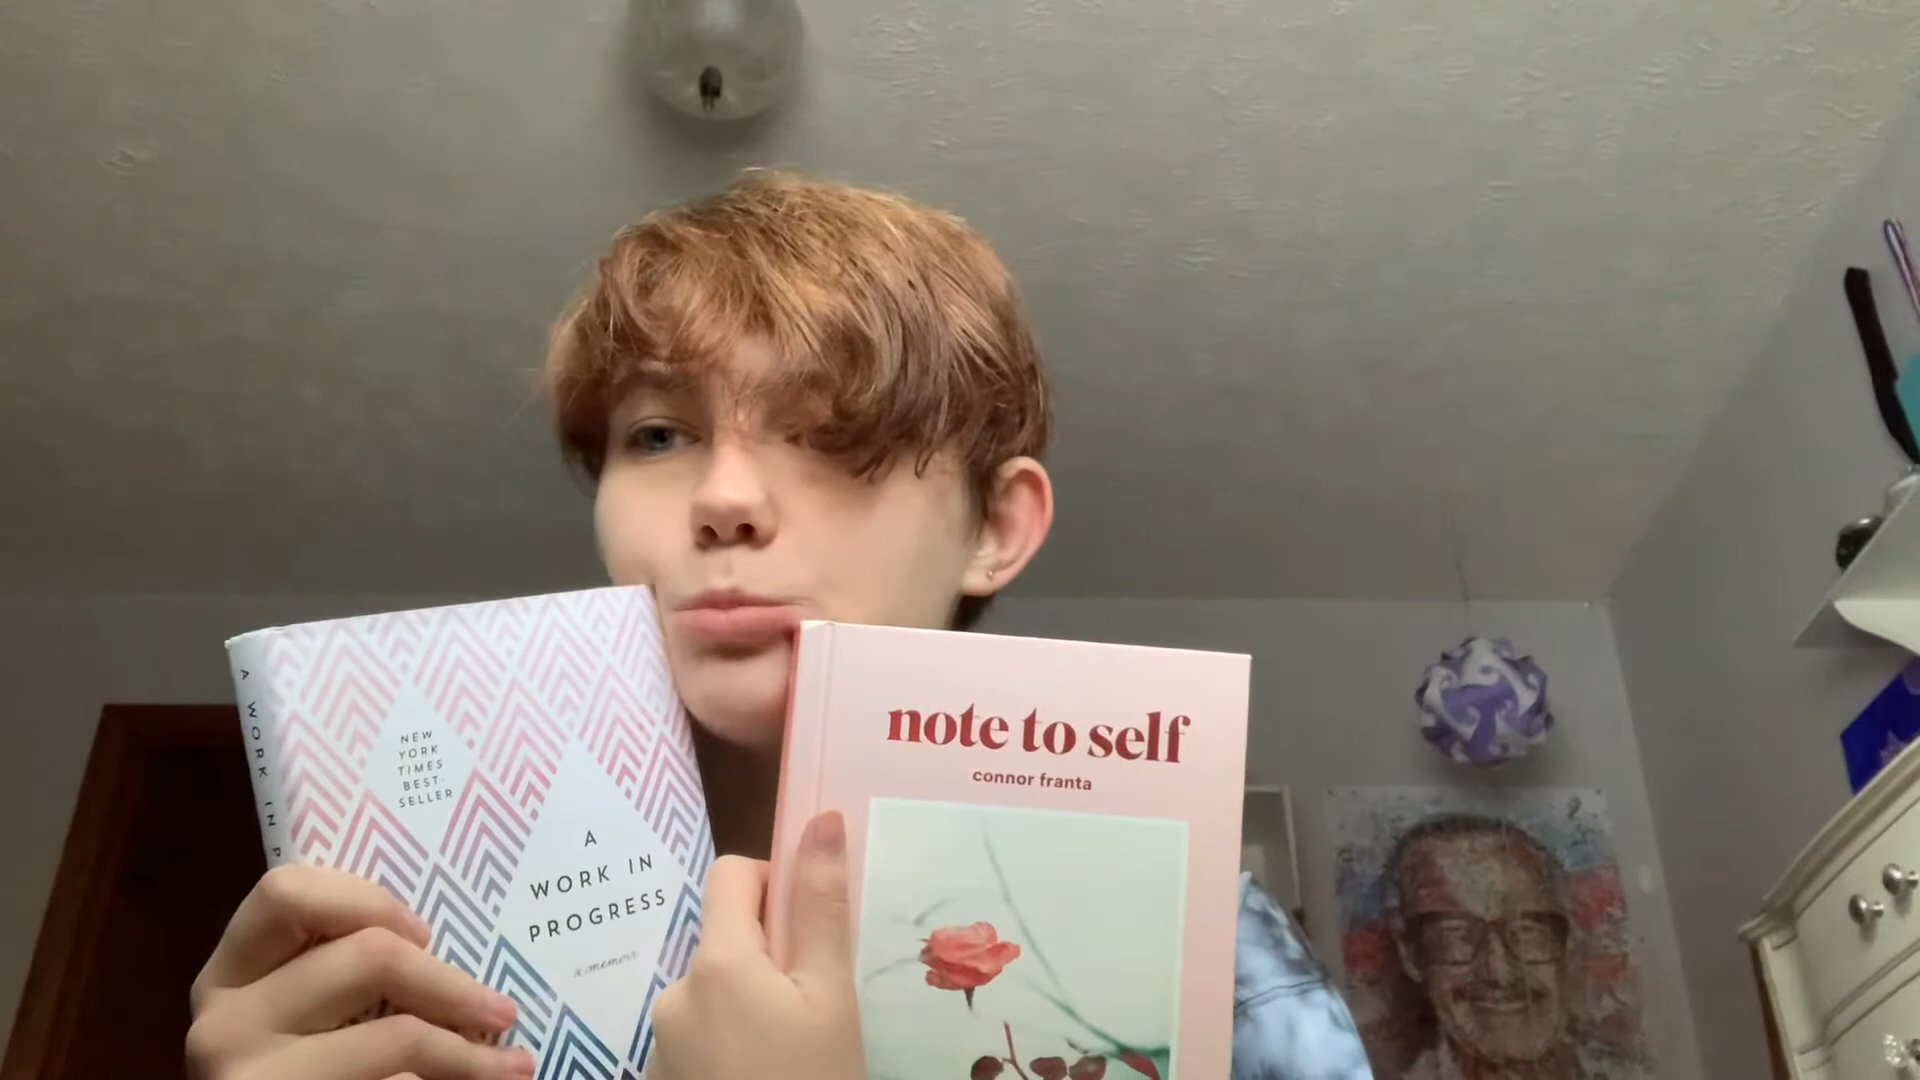 A WORK IN P
NEW
YORK
TIMES
BEST-
SELLER
A
WORK IN
PROGRESS
a memoir
note to self
connor franta